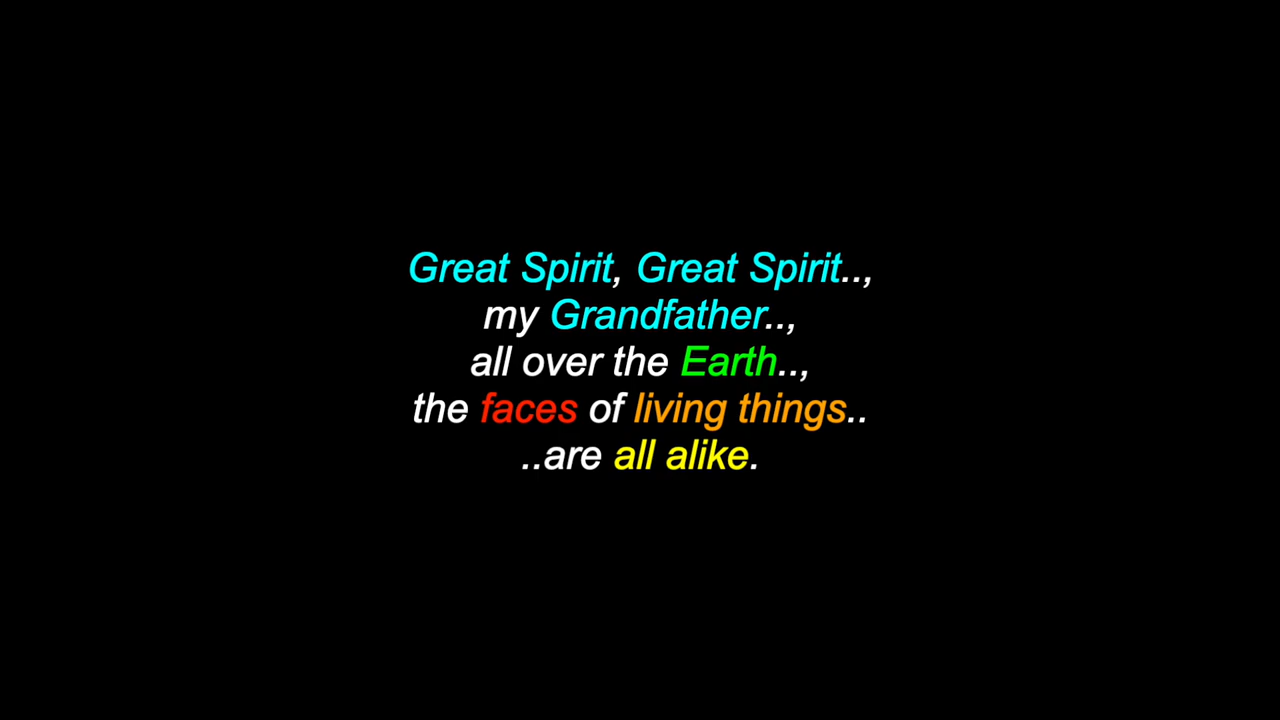 Great Spirit, Great Spirit..,
my Grandfather..,
all over the Earth..,
the faces of living things..
..are all alike.